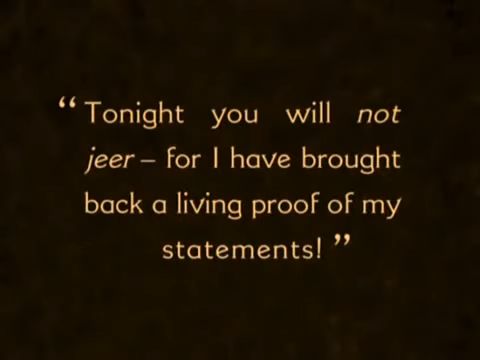 “Tonight you will not
jeer – for I have brought
back a living proof of my
statements!”